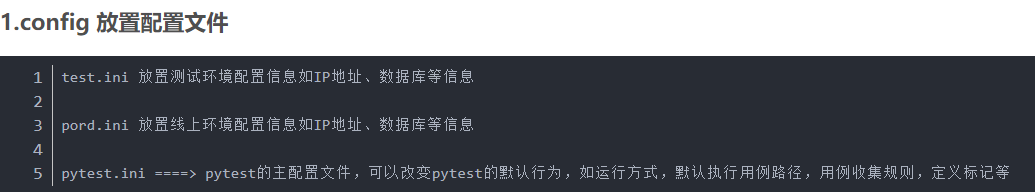 1.config 放置配置文件
1 test.ini 放置测试环境配置信息如IP地址、数据库等信息
2
3 pord.ini 放置线上环境配置信息如IP地址、数据库等信息
4
5 pytest.ini ====> pytest的主配置文件，可以改变pytest的默认行为，如运行方式，默认执行用例路径，用例收集规则，定义标记等